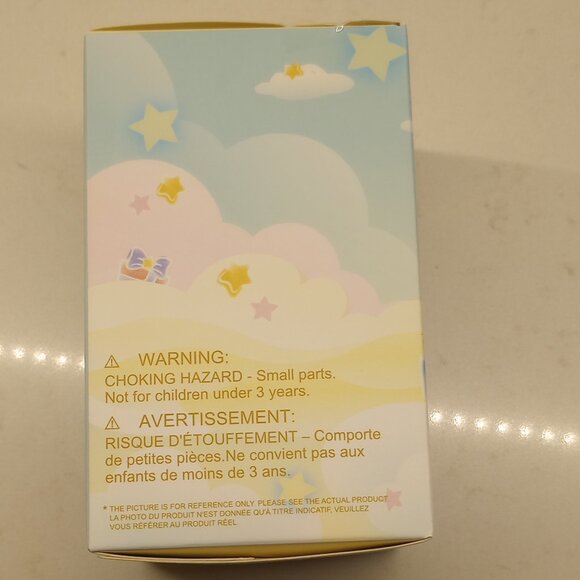 ⚠ WARNING:
CHOKING HAZARD - Small parts.
Not for children under 3 years.
⚠ AVERTISSEMENT:
RISQUE D'ÉTOUFFEMENT – Comporte
de petites pièces.Ne convient pas aux
enfants de moins de 3 ans.
* THE PICTURE IS FOR REFERENCE ONLY. PLEASE SEE THE ACTUAL PRODUCT.
LA PHOTO DU PRODUIT N'EST DONNÉE QU'À TITRE INDICATIF, VEUILLEZ
VOUS RÉFÉRER AU PRODUIT RÉEL